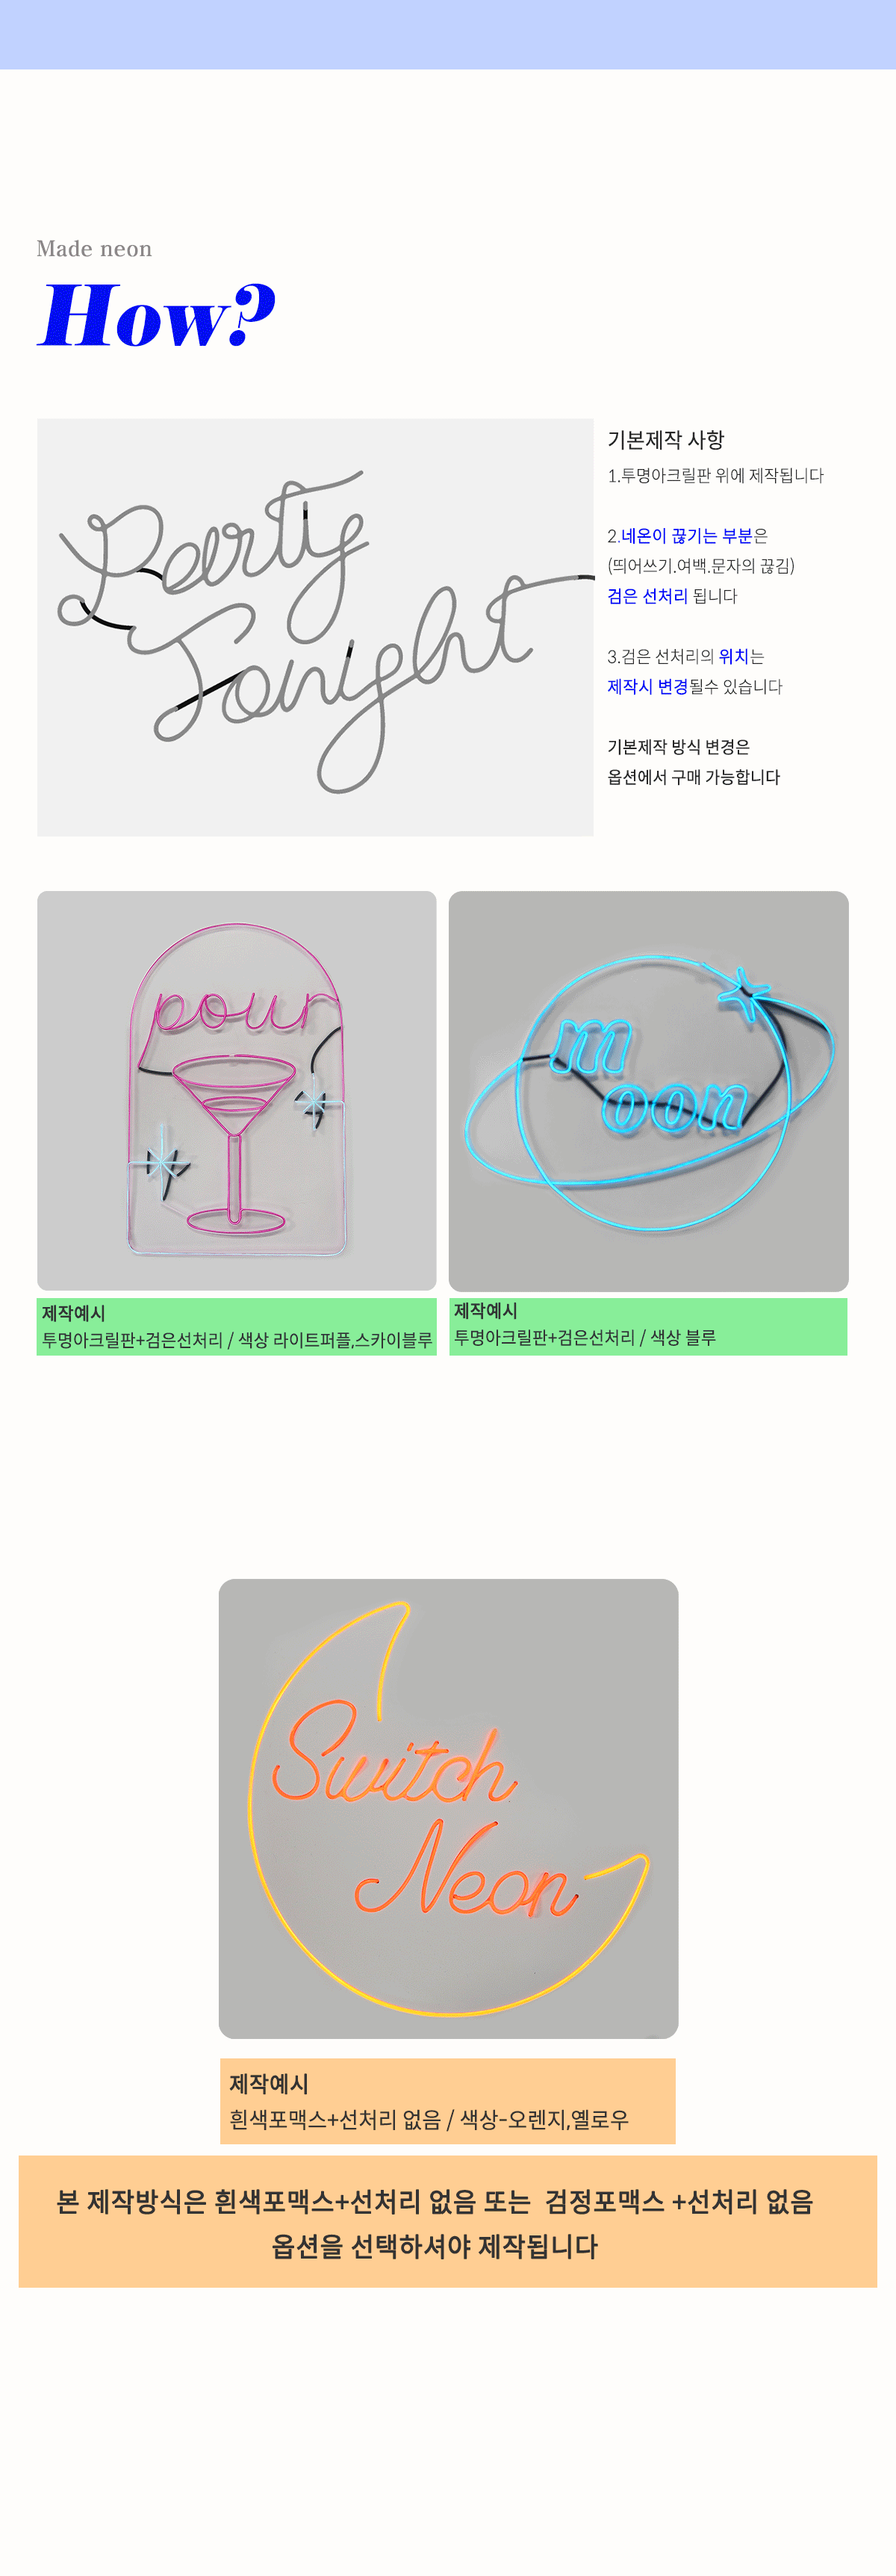 Made neon
How?
Party
Tonight
기본제작 사항
1.투명아크릴판 위에 제작됩니다
2.네온이 끊기는 부분은
(띄어쓰기.여백.문자의 끊김)
검은 선처리 됩니다
3.검은 선처리의 위치는
제작시 변경될수 있습니다
기본제작 방식 변경은
옵션에서 구매 가능합니다
pour
m
oon
제작예시
투명아크릴판+검은선처리 / 색상 라이트퍼플,스카이블루
제작예시
투명아크릴판+검은선처리 / 색상 블루
Switch
Neon
제작예시
흰색포맥스+선처리 없음 / 색상-오렌지,옐로우
본 제작방식은 흰색포맥스+선처리 없음 또는 검정포맥스 +선처리 없음
옵션을 선택하셔야 제작됩니다